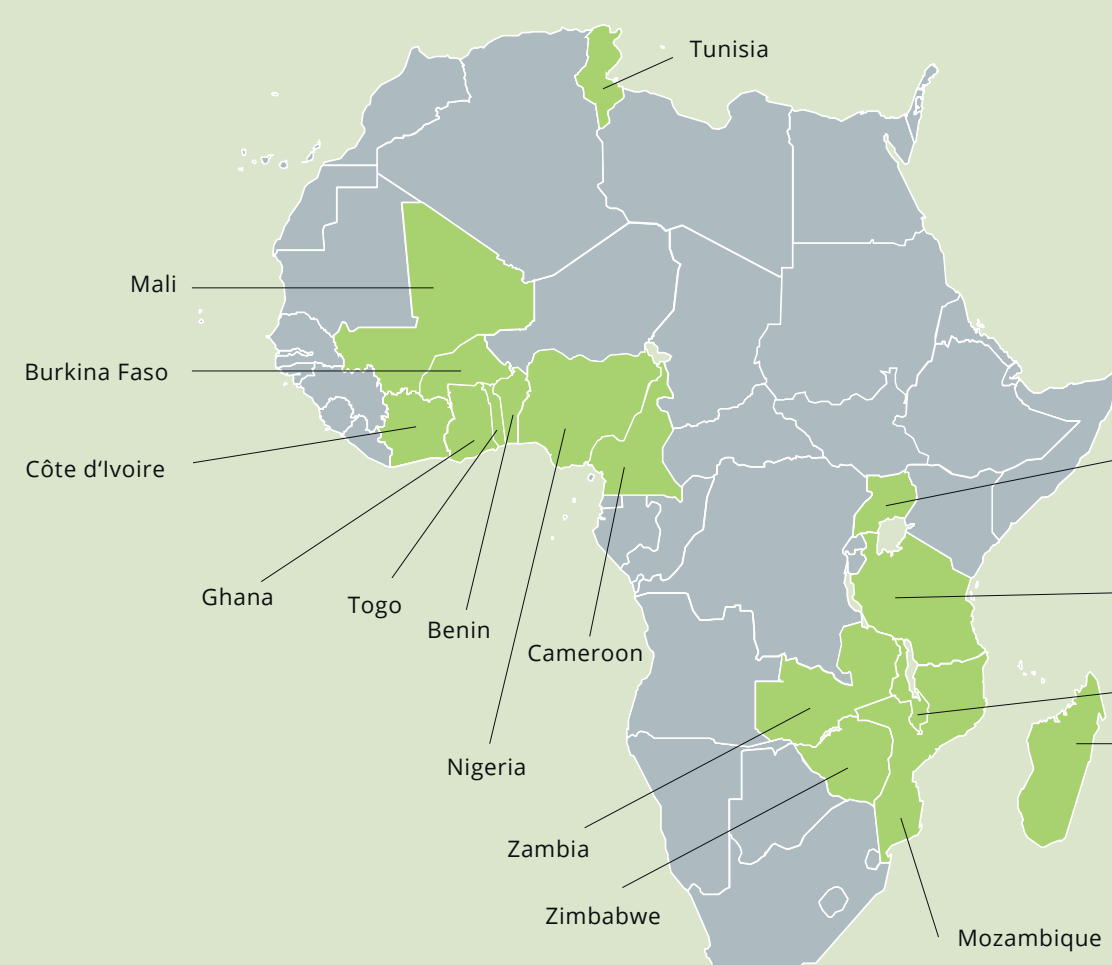 Tunisia
Mali
Burkina Faso
Côte d‘Ivoire
Ghana
Togo
Benin
Cameroon
Nigeria
Zambia
Zimbabwe
Mozambique